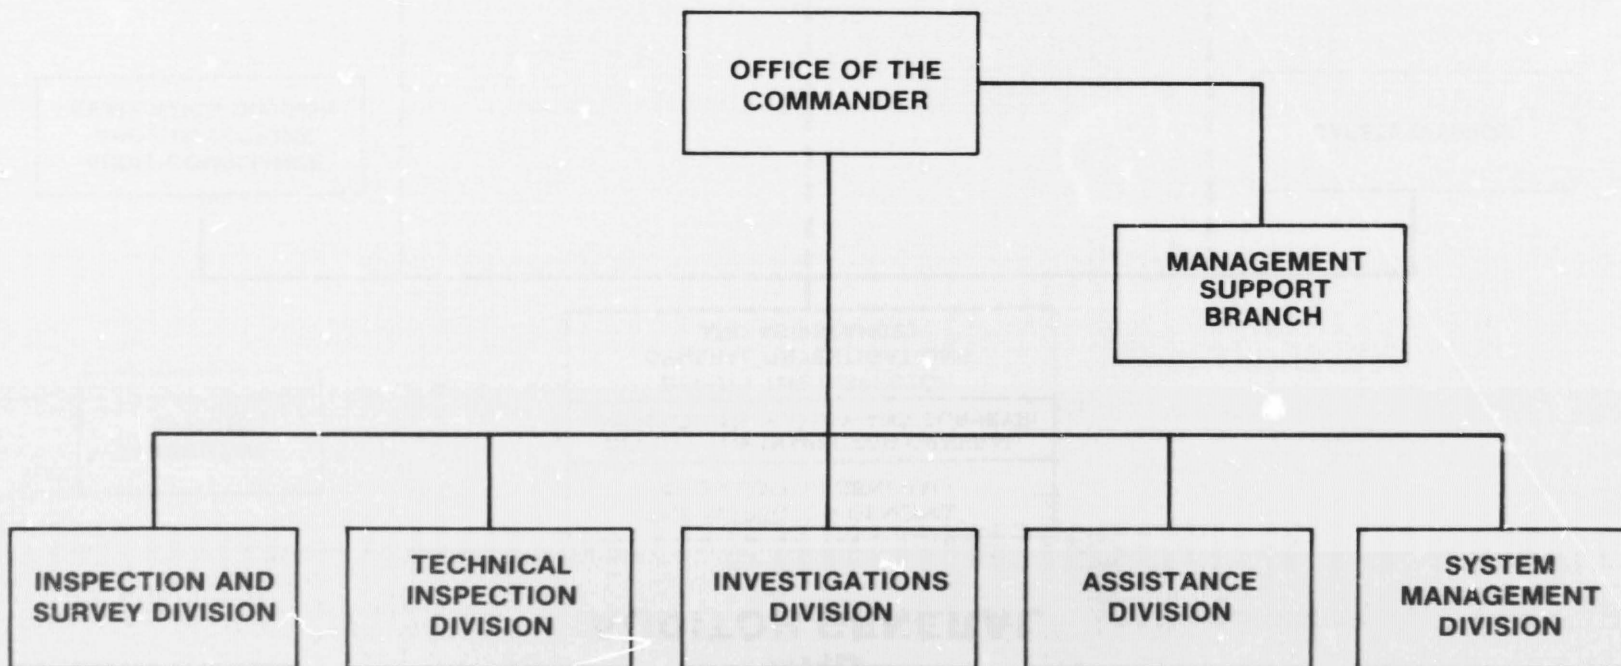 OFFICE OF THE
COMMANDER
MANAGEMENT
SUPPORT
BRANCH
INSPECTION AND
SURVEY DIVISION
TECHNICAL
INSPECTION
DIVISION
INVESTIGATIONS
DIVISION
ASSISTANCE
DIVISION
SYSTEM
MANAGEMENT
DIVISION